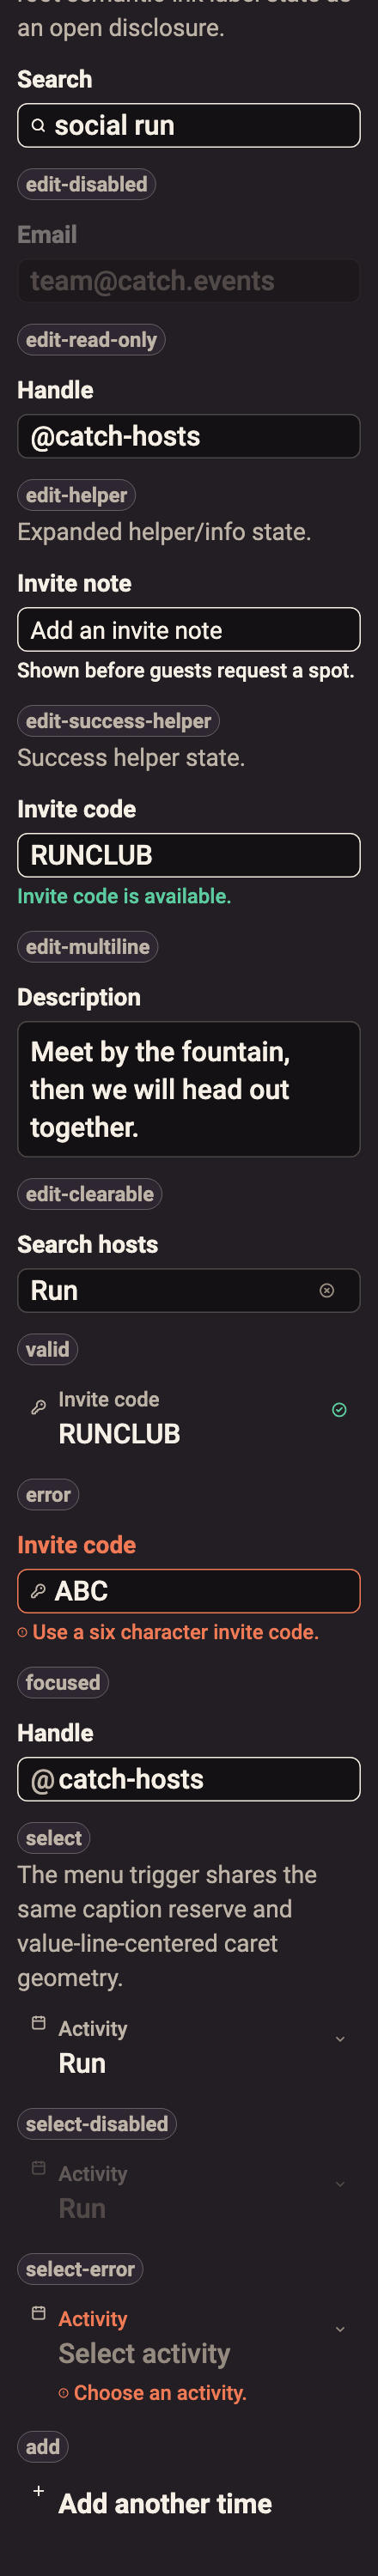 an open disclosure.
Search
social run
edit-disabled
Email
team@catch.events
edit-read-only
Handle
@catch-hosts
edit-helper
Expanded helper/info state.
Invite note
Add an invite note
Shown before guests request a spot.
edit-success-helper
Success helper state.
Invite code
RUNCLUB
Invite code is available.
edit-multiline
Description
Meet by the fountain,
then we will head out
together.
edit-clearable
Search hosts
Run
valid
Invite code
RUNCLUB
error
Invite code
ABC
Use a six character invite code.
focused
Handle
@catch-hosts
select
The menu trigger shares the
same caption reserve and
value-line-centered caret
geometry.
Activity
Run
select-disabled
Activity
Run
select-error
Activity
Select activity
Choose an activity.
add
Add another time